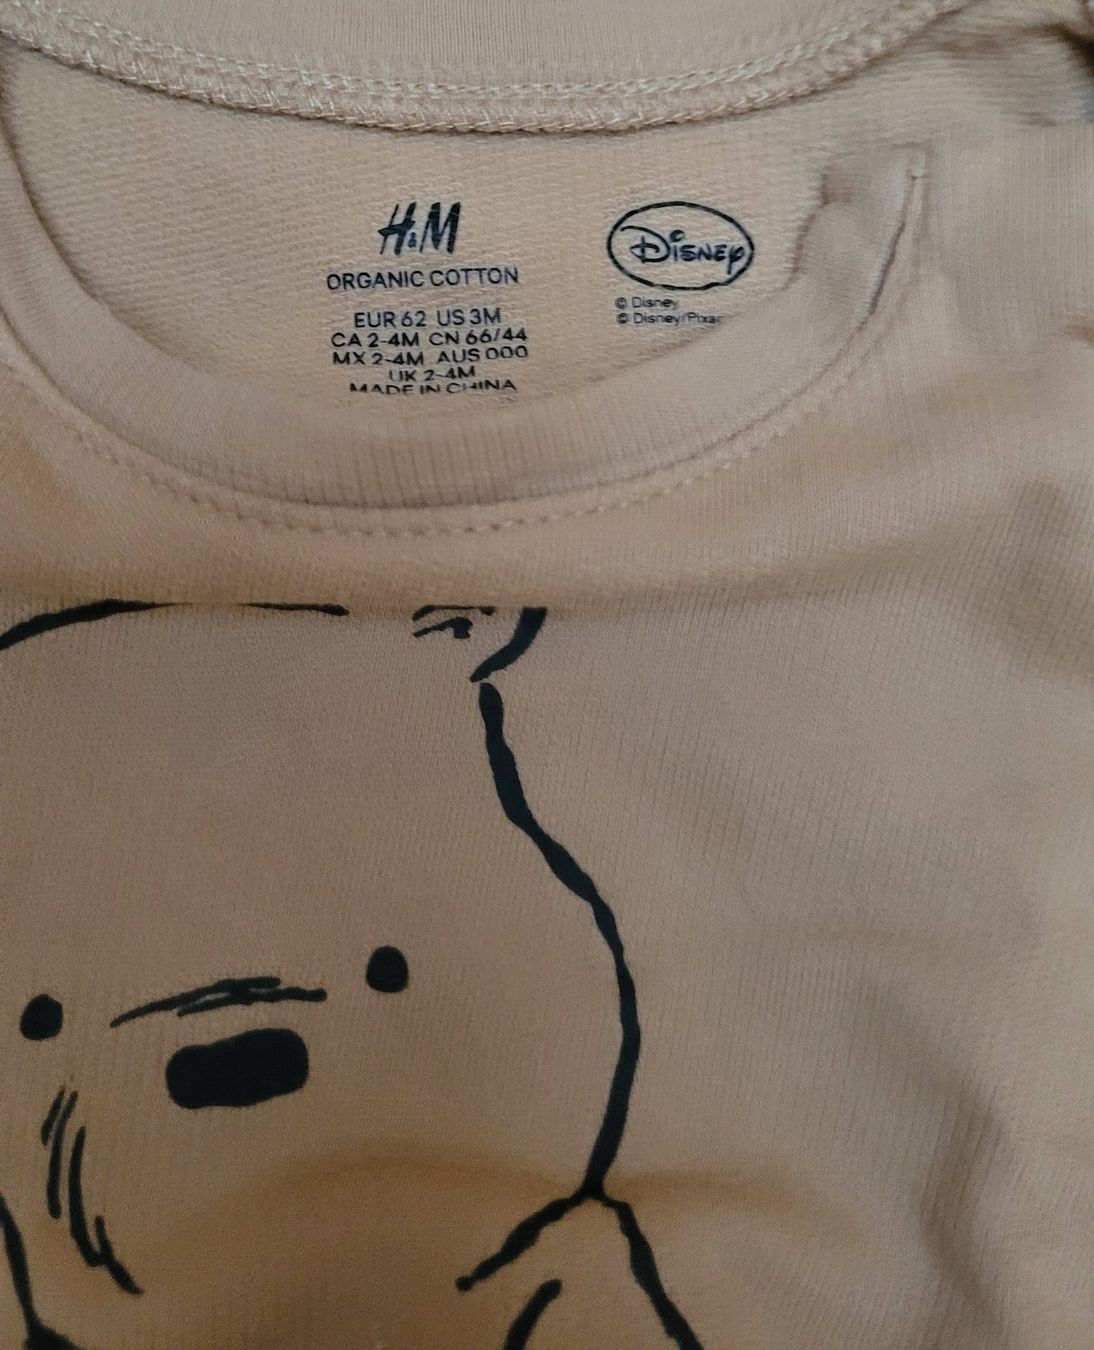 H&M
ORGANIC COTTON
EUR 62 US 3M
CA 2-4M CN 66/44
MX 2-4M AUS 000
UK 2-4M
MADE IN CHINA
Disney
© Disney
© Disney/Pixar